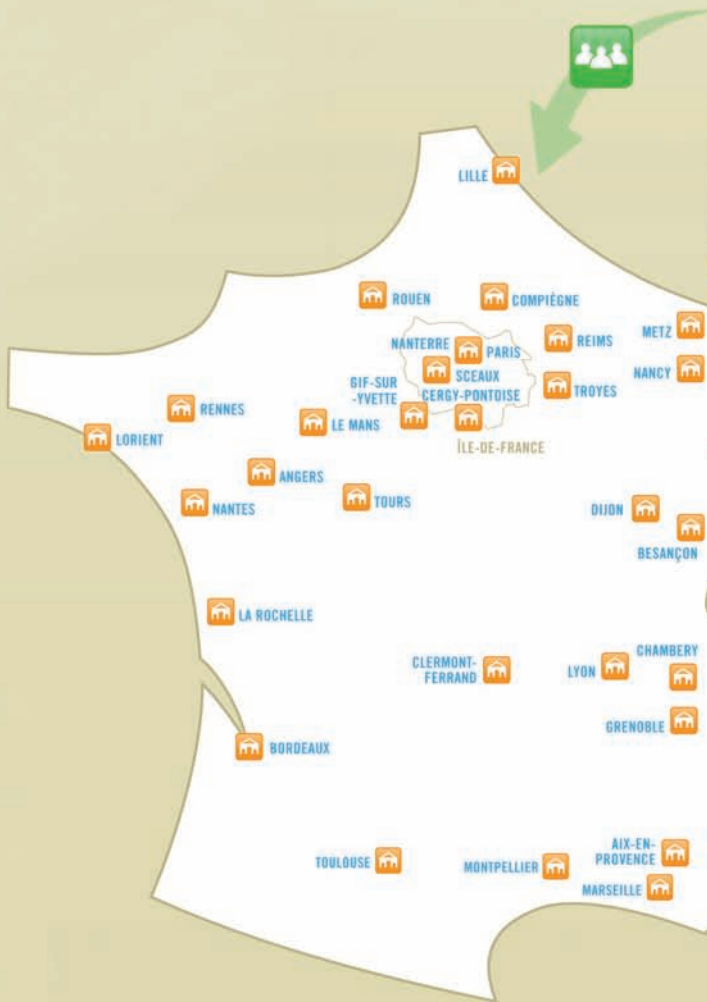 LILLE
ROUEN
COMPIÈGNE
NANTERRE
PARIS
REIMS
METZ
SCEAUX
NANCY
GIF-SUR
-YVETTE
CERGY-PONTOISE
TROYES
RENNES
LE MANS
LORIENT
ÎLE-DE-FRANCE
ANGERS
NANTES
TOURS
DIJON
BESANÇON
LA ROCHELLE
CHAMBERY
CLERMONT-
FERRAND
LYON
GRENOBLE
BORDEAUX
TOULOUSE
MONTPELLIER
AIX-EN-
PROVENCE
MARSEILLE